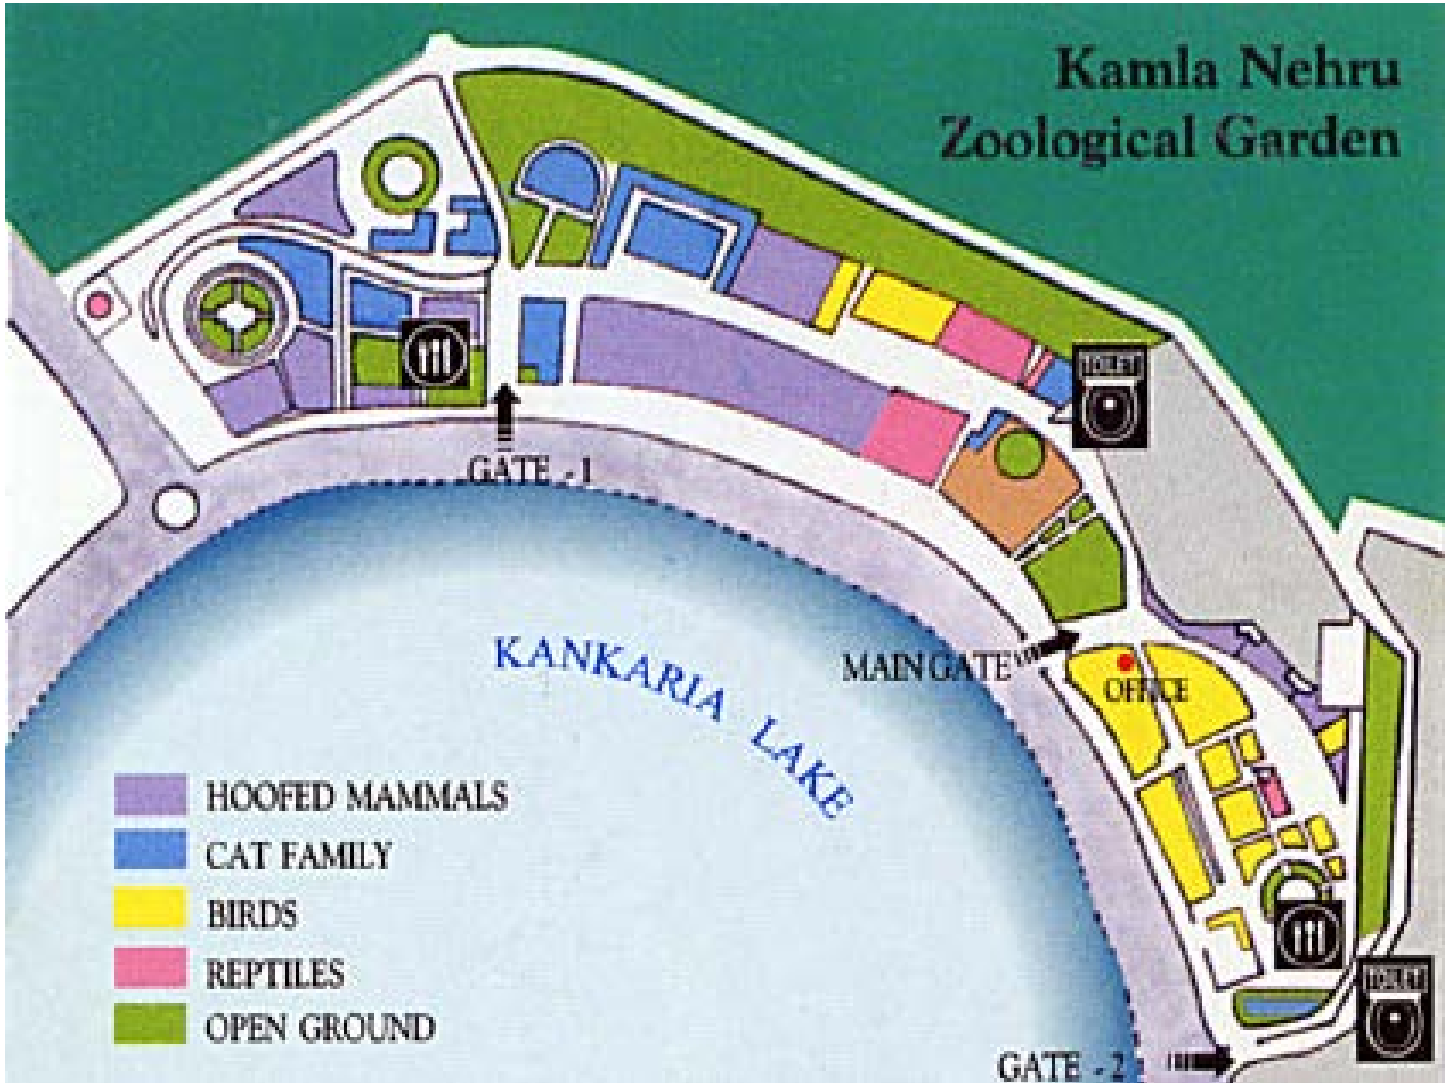 Kamla Nehru
Zoological Garden
TOILET
GATE - 1
MAIN GATE
OFFICE
KANKARIA LAKE
HOOFED MAMMALS
CAT FAMILY
BIRDS
REPTILES
OPEN GROUND
TOILET
GATE - 2